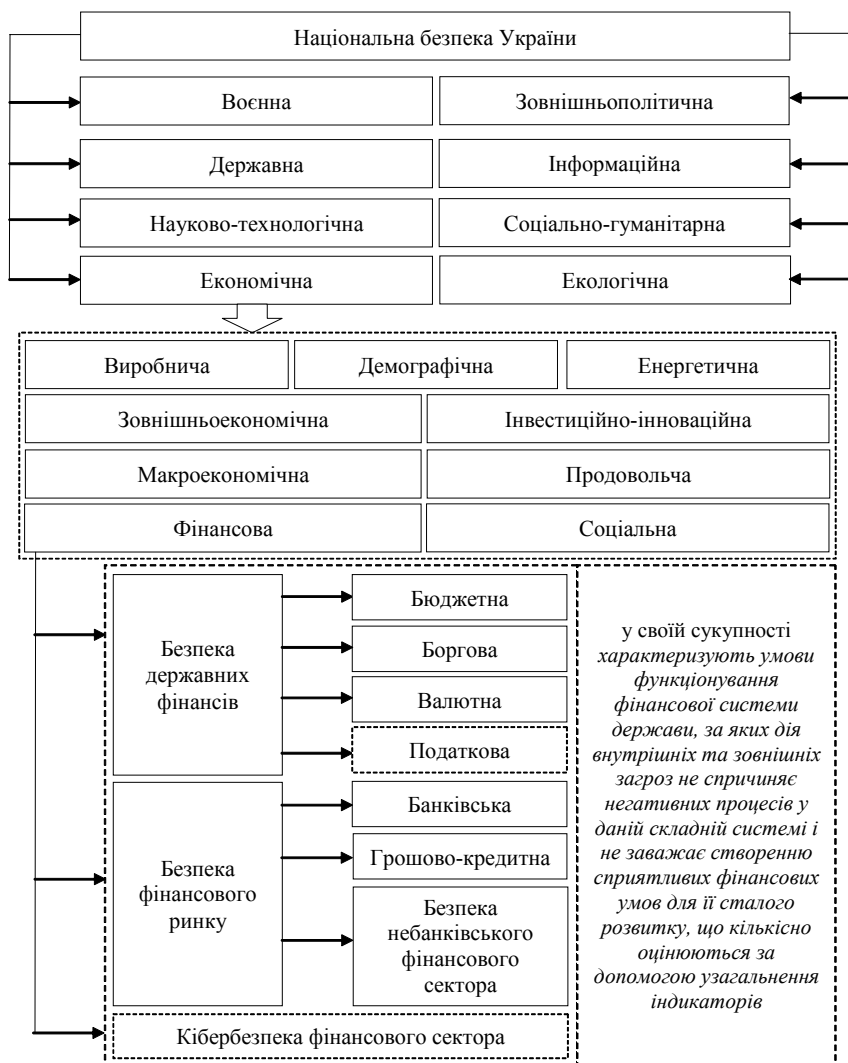 Національна безпека України
Воєнна
Зовнішньополітична
Державна
Інформаційна
Науково-технологічна
Соціально-гуманітарна
Економічна
Екологічна
Виробнича
Демографічна
Енергетична
Зовнішньоекономічна
Інвестиційно-інноваційна
Макроекономічна
Продовольча
Фінансова
Соціальна
Безпека
державних
фінансів
Бюджетна
Боргова
Валютна
Податкова
Безпека
фінансового
ринку
Банківська
Грошово-кредитна
Безпека
небанківського
фінансового
сектора
Кібербезпека фінансового сектора
у своїй сукупності
характеризують умови
функціонування
фінансової системи
держави, за яких дія
внутрішніх та зовнішніх
загроз не спричиняє
негативних процесів у
даній складній системі і
не заважає створенню
сприятливих фінансових
умов для її сталого
розвитку, що кількісно
оцінюються за
допомогою узагальнення
індикаторів